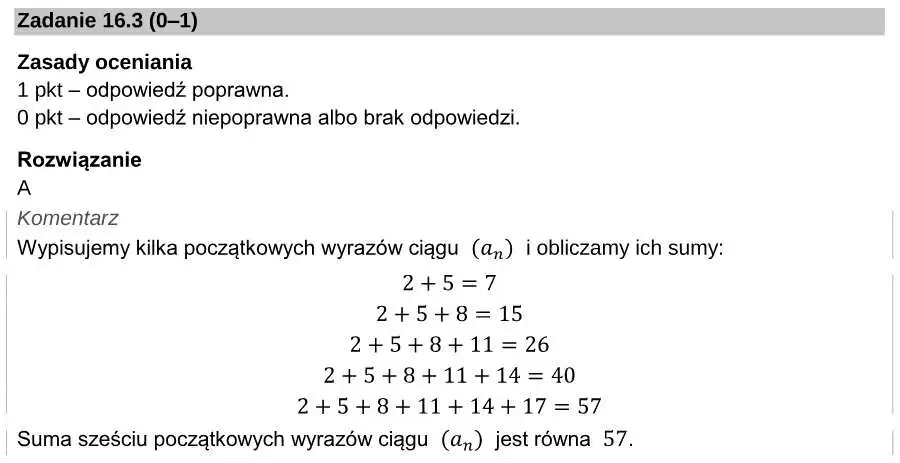 Zadanie 16.3 (0–1)
Zasady oceniania
1 pkt – odpowiedź poprawna.
0 pkt – odpowiedź niepoprawna albo brak odpowiedzi.
Rozwiązanie
A
Komentarz
Wypisujemy kilka początkowych wyrazów ciągu (aₙ) i obliczamy ich sumy:
2 + 5 = 7
2 + 5 + 8 = 15
2 + 5 + 8 + 11 = 26
2 + 5 + 8 + 11 + 14 = 40
2 + 5 + 8 + 11 + 14 + 17 = 57
Suma sześciu początkowych wyrazów ciągu (aₙ) jest równa 57.